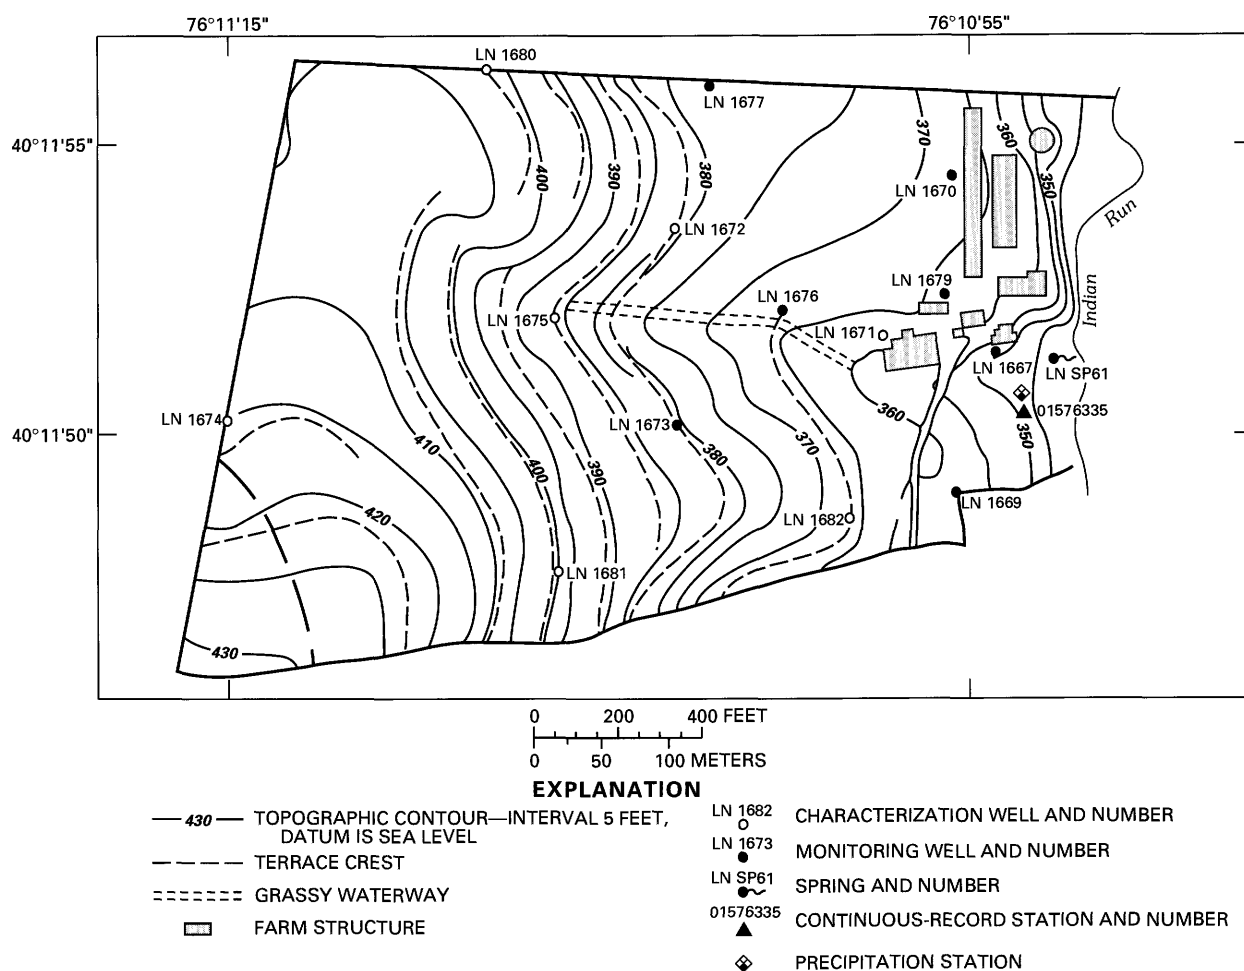 76°11'15"
76°10'55"
LN 1680
LN 1677
40°11'55"
370
360
400
390
380
350
LN 1670
Run
LN 1672
LN 1679
LN 1676
Indian
LN 1675
LN 1671
LN 1667
LN SP61
LN 1674
360
01576335
LN 1673
40°11'50"
410
370
350
380
400
390
LN 1669
420
LN 1682
LN 1681
430
0 200 400 FEET
0 50 100 METERS
EXPLANATION
430 TOPOGRAPHIC CONTOUR—INTERVAL 5 FEET,
DATUM IS SEA LEVEL
TERRACE CREST
GRASSY WATERWAY
FARM STRUCTURE
LN 1682
CHARACTERIZATION WELL AND NUMBER
LN 1673
MONITORING WELL AND NUMBER
LN SP61
SPRING AND NUMBER
01576335
CONTINUOUS-RECORD STATION AND NUMBER
PRECIPITATION STATION